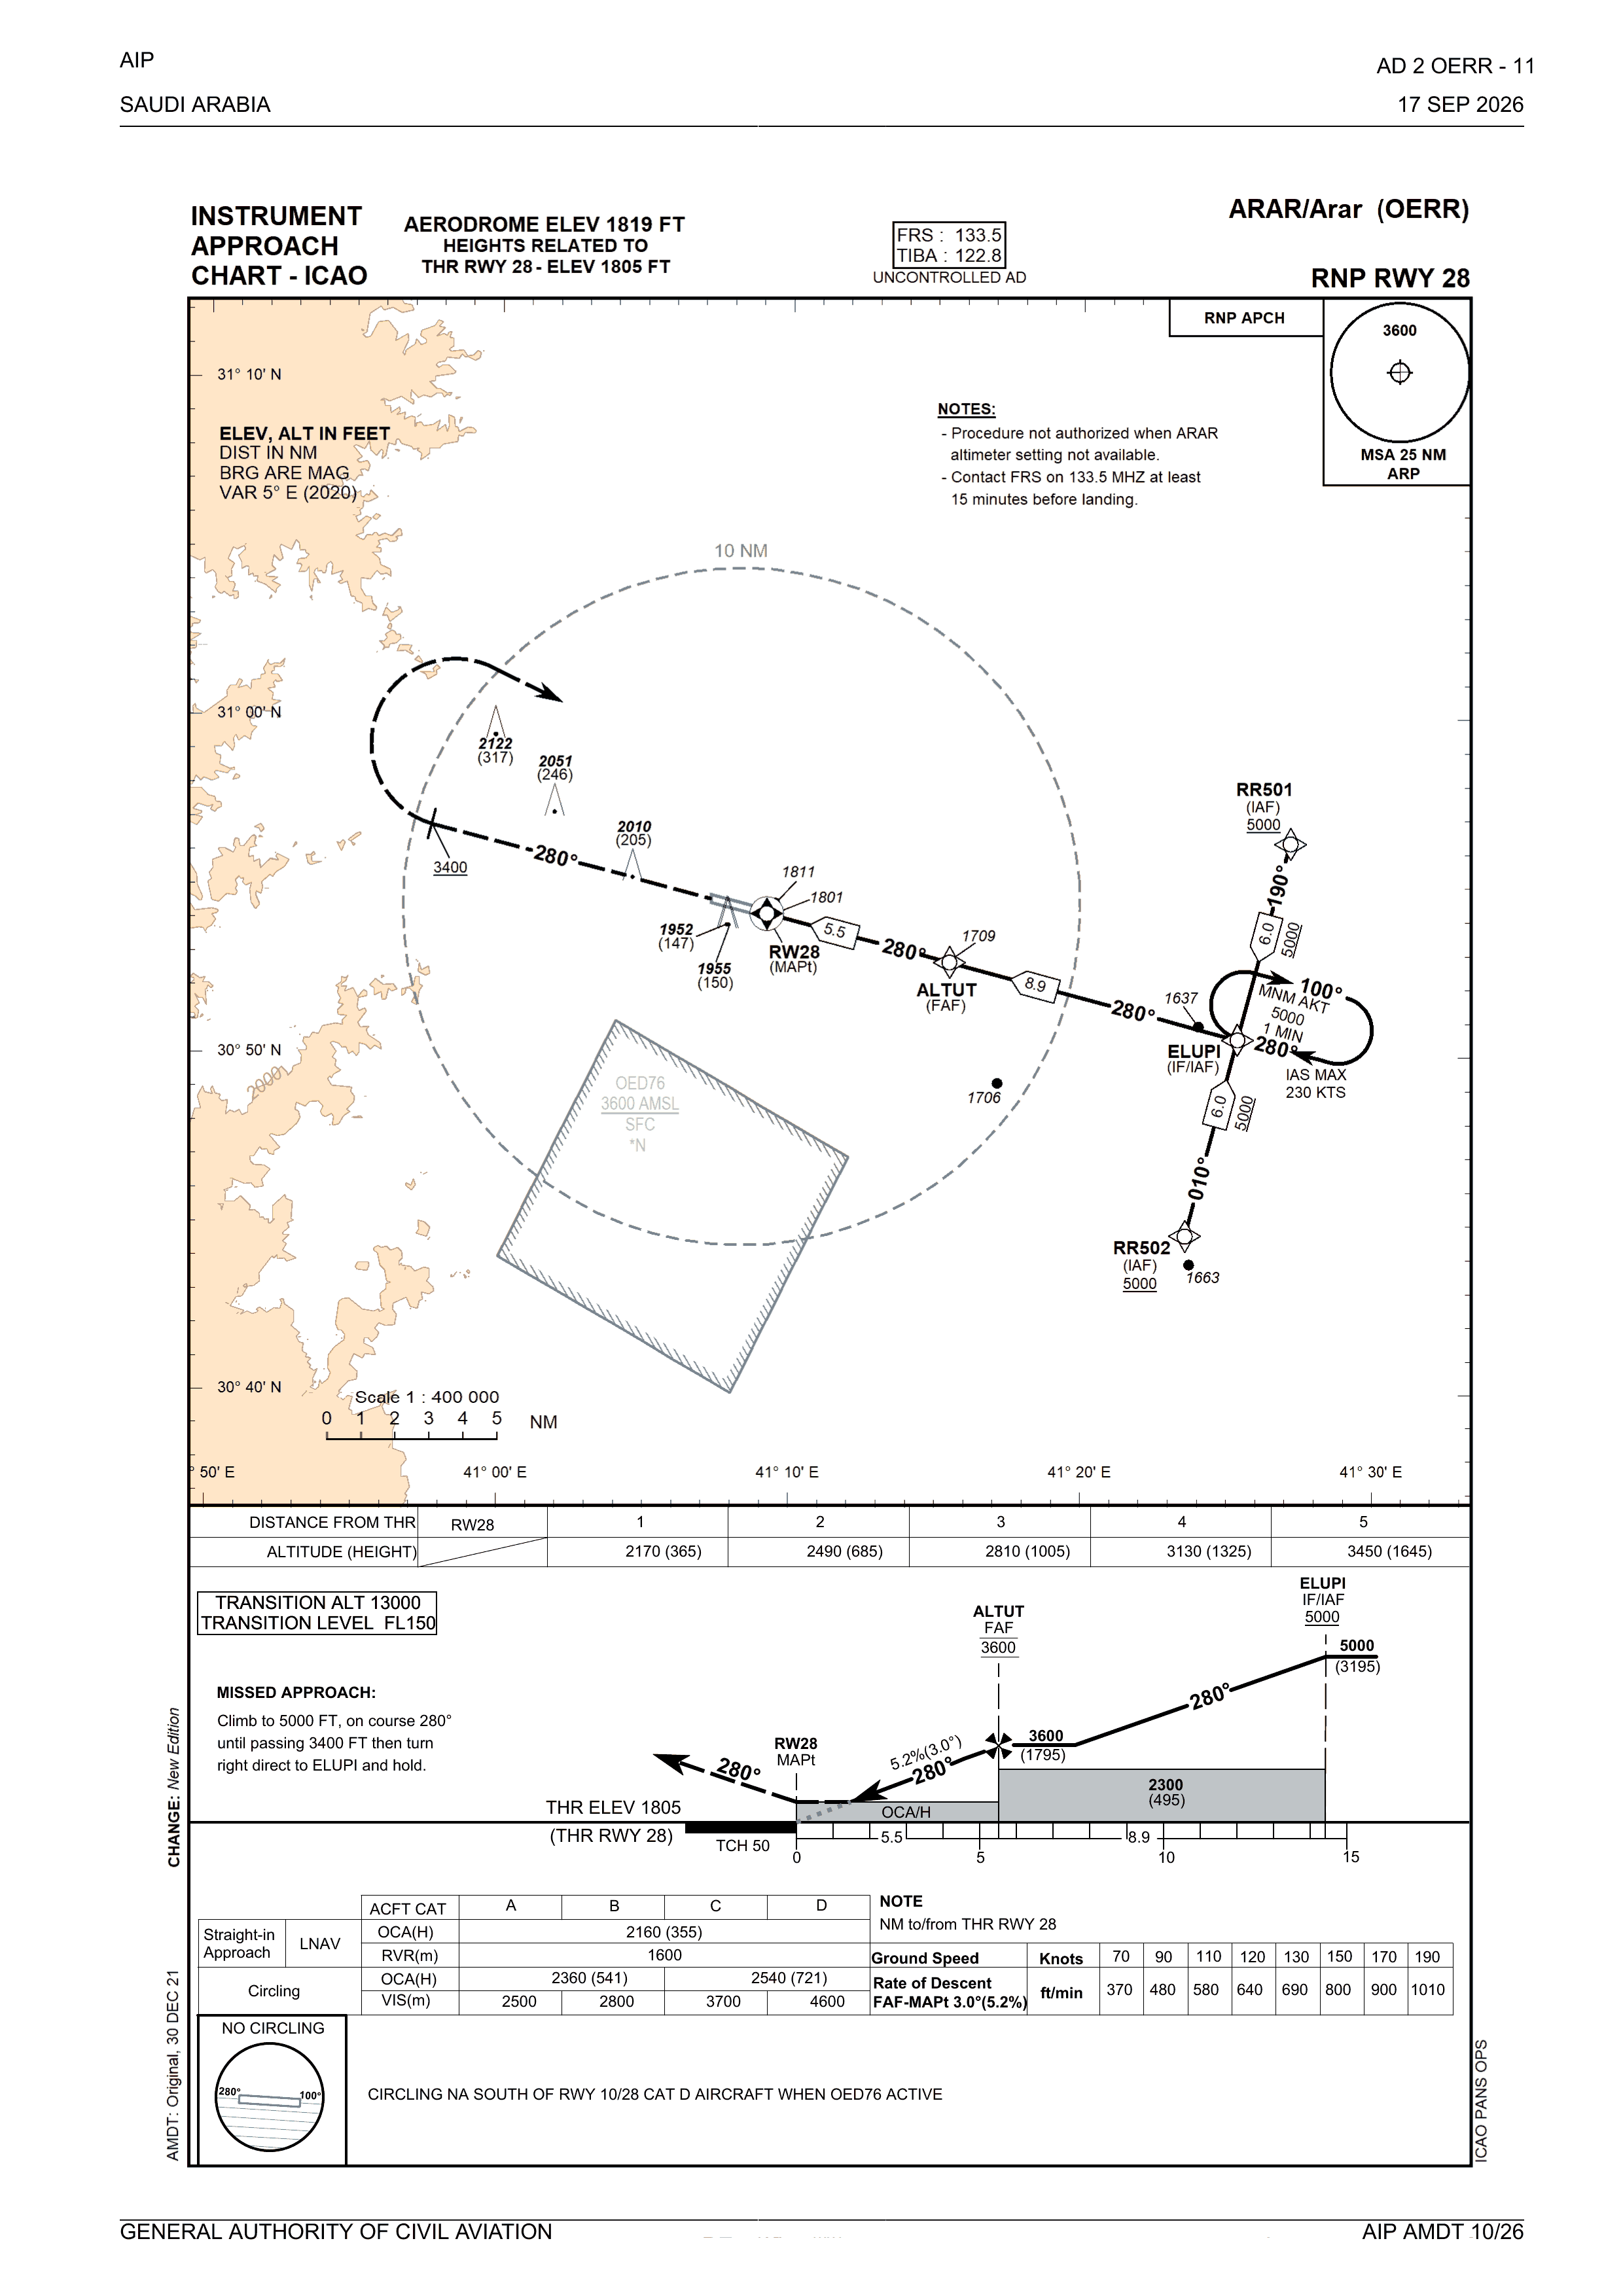 AIP
AD 2 OERR - 11
SAUDI ARABIA
17 SEP 2026
INSTRUMENT
APPROACH
CHART - ICAO
AERODROME ELEV 1819 FT
HEIGHTS RELATED TO
THR RWY 28 - ELEV 1805 FT
FRS : 133.5
TIBA : 122.8
UNCONTROLLED AD
ARAR/Arar (OERR)
RNP RWY 28
RNP APCH
3600
MSA 25 NM
ARP
31° 10' N
ELEV, ALT IN FEET
DIST IN NM
BRG ARE MAG
VAR 5° E (2020)
NOTES:
- Procedure not authorized when ARAR
altimeter setting not available.
- Contact FRS on 133.5 MHZ at least
15 minutes before landing.
10 NM
31° 00' N
2122
(317)
2051
(246)
2010
(205)
3400
280°
1811
1801
1952
(147)
1955
(150)
RW28
(MAPt)
5.5
280°
1709
ALTUT
(FAF)
8.9
280°
RR501
(IAF)
5000
190°
6.0
5000
1637
100°
MNM AKT
5000
1 MIN
280°
ELUPI
(IF/IAF)
IAS MAX
230 KTS
6.0
5000
010°
RR502
(IAF)
5000
1663
1706
30° 50' N
2000
OED76
3600 AMSL
SFC
*N
30° 40' N
Scale 1 : 400 000
0 1 2 3 4 5 NM
° 50' E 41° 00' E 41° 10' E 41° 20' E 41° 30' E
DISTANCE FROM THR RW28 1 2 3 4 5
ALTITUDE (HEIGHT) 2170 (365) 2490 (685) 2810 (1005) 3130 (1325) 3450 (1645)
TRANSITION ALT 13000
TRANSITION LEVEL FL150
MISSED APPROACH:
Climb to 5000 FT, on course 280°
until passing 3400 FT then turn
right direct to ELUPI and hold.
ELUPI
IF/IAF
5000
ALTUT
FAF
3600
5000
(3195)
280°
3600
(1795)
RW28
MAPt
5.2%(3.0°)
280°
280°
2300
(495)
OCA/H
THR ELEV 1805
(THR RWY 28)
TCH 50
5.5
8.9
0 5 10 15
CHANGE: New Edition
AMDT: Original, 30 DEC 21
ACFT CAT A B C D
Straight-in
Approach
LNAV
OCA(H) 2160 (355)
RVR(m) 1600
Circling
OCA(H) 2360 (541) 2540 (721)
VIS(m) 2500 2800 3700 4600
NOTE
NM to/from THR RWY 28
Ground Speed Knots 70 90 110 120 130 150 170 190
Rate of Descent
FAF-MAPt 3.0°(5.2%)
ft/min 370 480 580 640 690 800 900 1010
NO CIRCLING
280°
100°
CIRCLING NA SOUTH OF RWY 10/28 CAT D AIRCRAFT WHEN OED76 ACTIVE
ICAO PANS OPS
GENERAL AUTHORITY OF CIVIL AVIATION
AIP AMDT 10/26